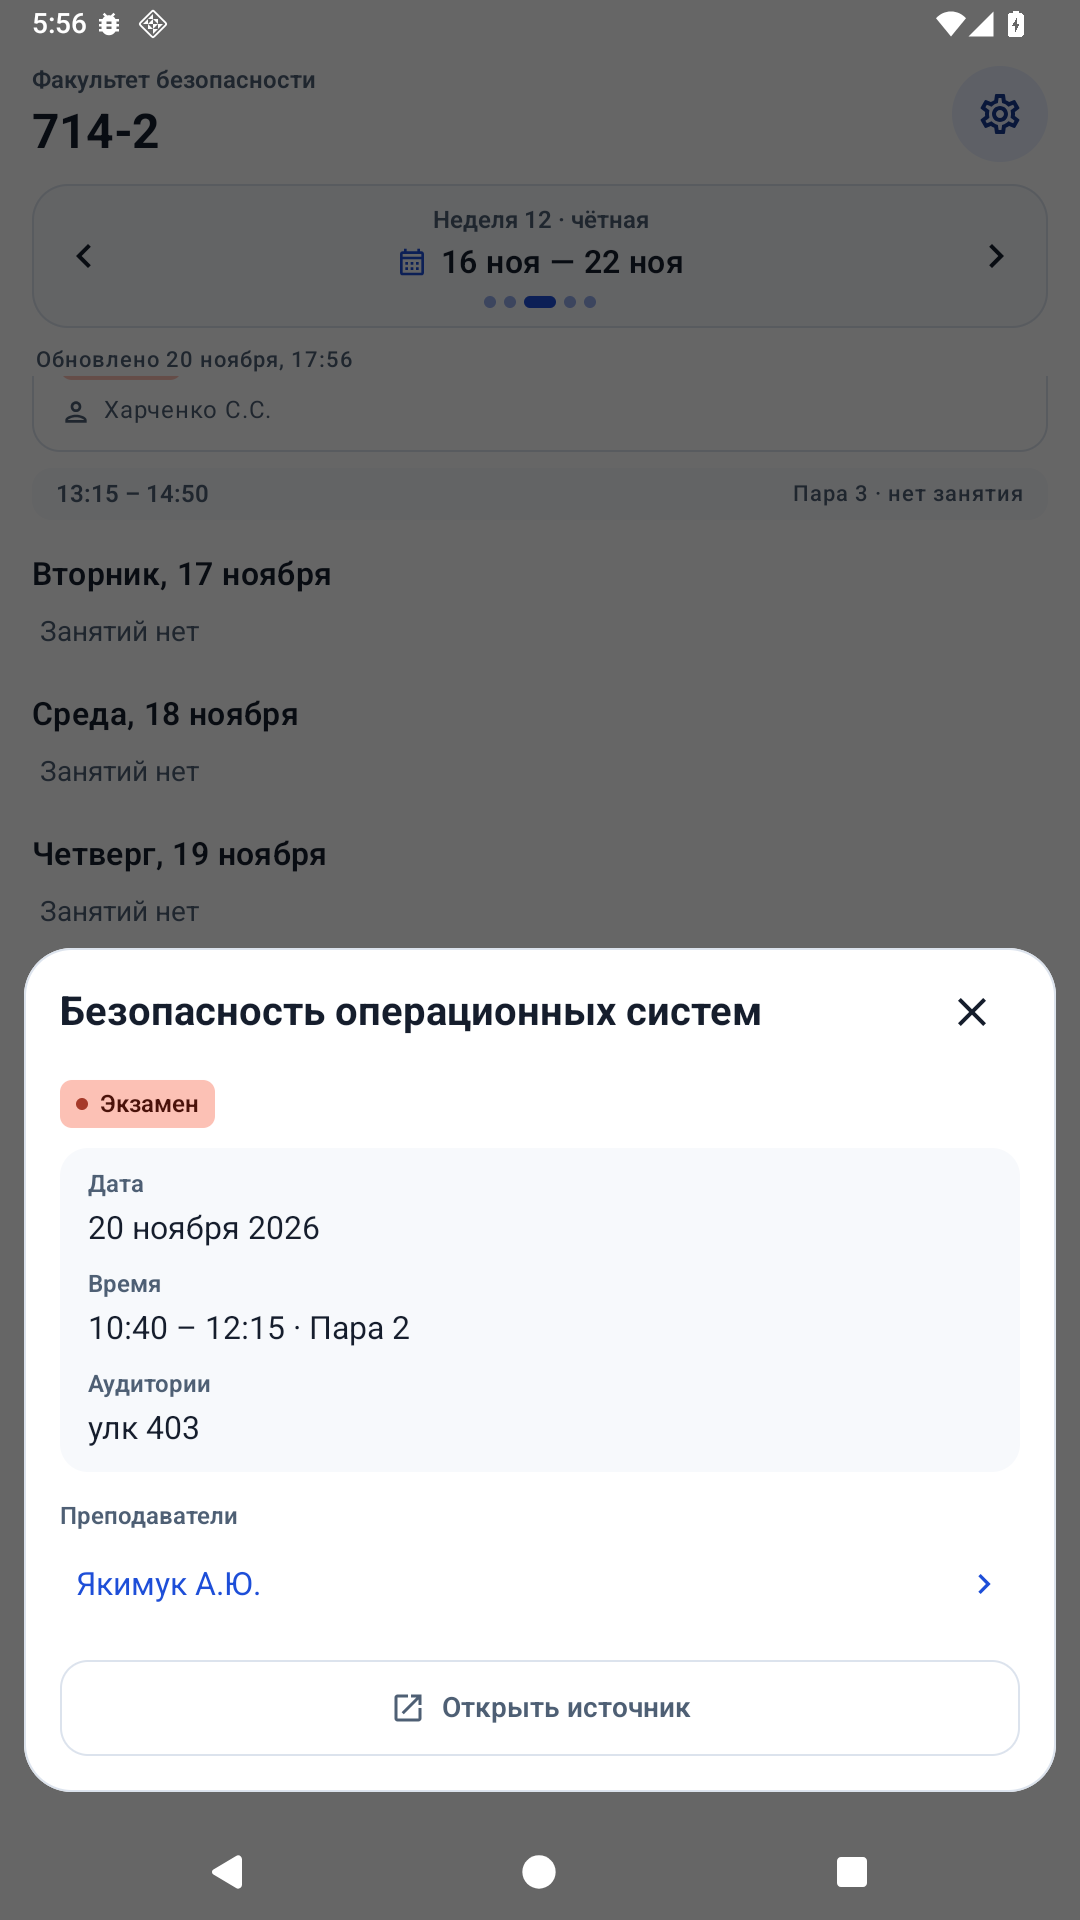 5:56
Факультет безопасности
714-2
Неделя 12 · чётная
16 ноя — 22 ноя
Обновлено 20 ноября, 17:56
Харченко С.С.
13:15 – 14:50
Пара 3 · нет занятия
Вторник, 17 ноября
Занятий нет
Среда, 18 ноября
Занятий нет
Четверг, 19 ноября
Занятий нет
Безопасность операционных систем
Экзамен
Дата
20 ноября 2026
Время
10:40 – 12:15 · Пара 2
Аудитории
улк 403
Преподаватели
Якимук А.Ю.
Открыть источник